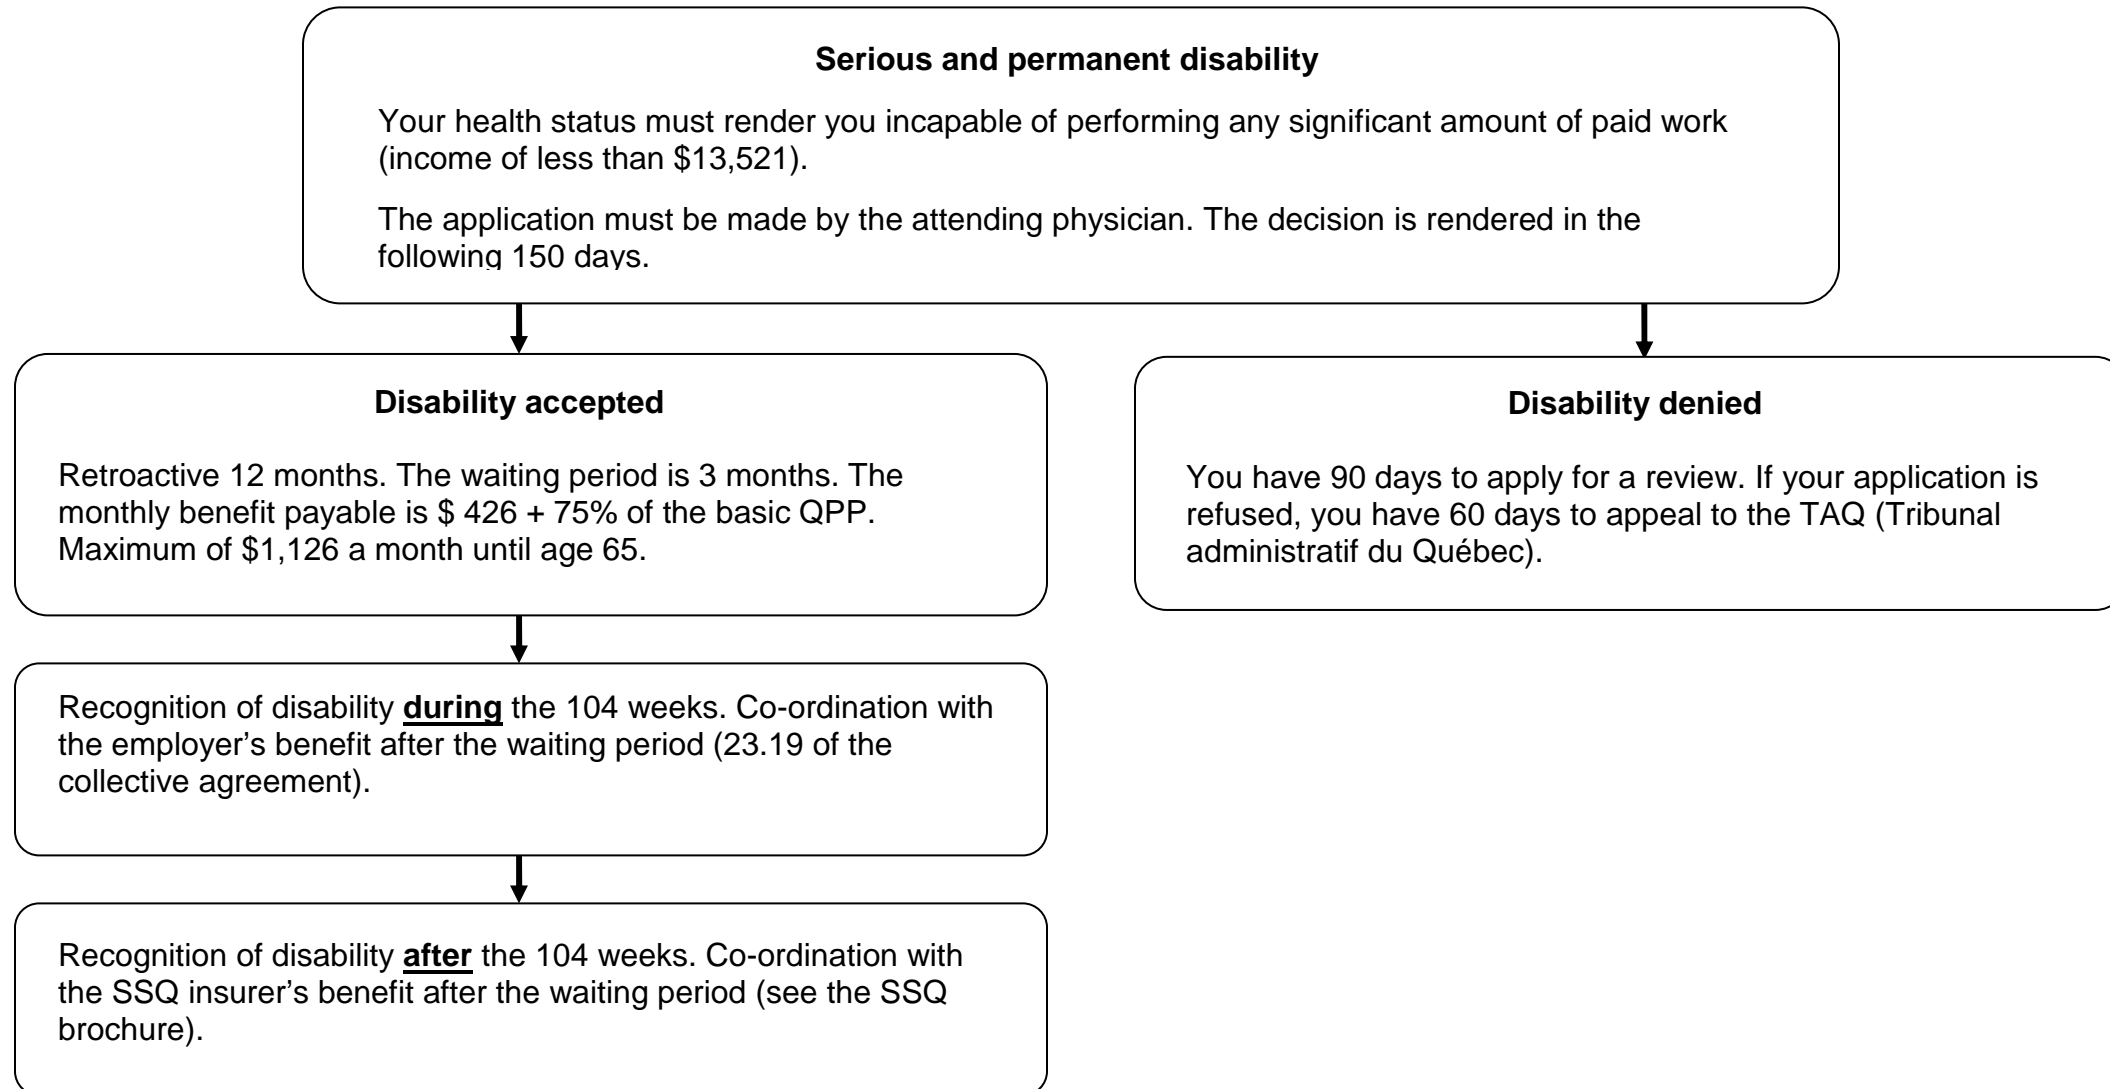 Serious and permanent disability
Your health status must render you incapable of performing any significant amount of paid work
(income of less than $13,521).
The application must be made by the attending physician. The decision is rendered in the
following 150 days.
Disability accepted
Retroactive 12 months. The waiting period is 3 months. The
monthly benefit payable is $ 426 + 75% of the basic QPP.
Maximum of $1,126 a month until age 65.
Disability denied
You have 90 days to apply for a review. If your application is
refused, you have 60 days to appeal to the TAQ (Tribunal
administratif du Québec).
Recognition of disability during the 104 weeks. Co-ordination with
the employer’s benefit after the waiting period (23.19 of the
collective agreement).
Recognition of disability after the 104 weeks. Co-ordination with
the SSQ insurer’s benefit after the waiting period (see the SSQ
brochure).